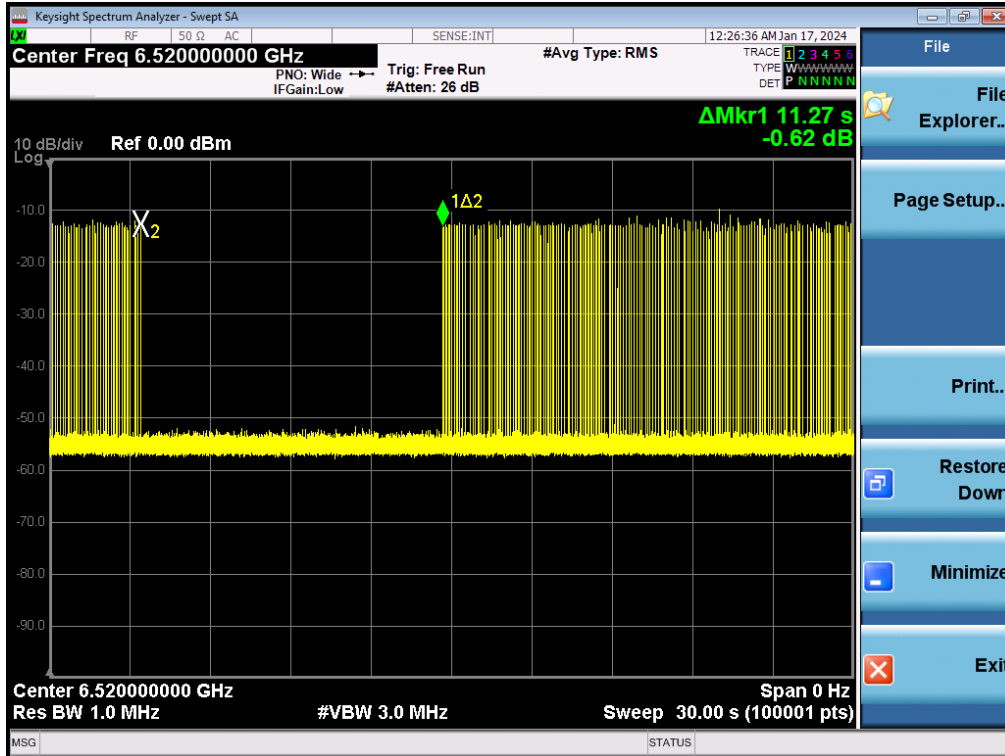 Keysight Spectrum Analyzer - Swept SA
LXI RF 50 Ω AC SENSE:INT 12:26:36 AM Jan 17, 2024
Center Freq 6.520000000 GHz
PNO: Wide
IFGain:Low
Trig: Free Run
#Atten: 26 dB
#Avg Type: RMS
TRACE 1 2 3 4 5 6
TYPE WWWWWW
DET P N N N N N
ΔMkr1 11.27 s
-0.62 dB
10 dB/div Ref 0.00 dBm
Log
1Δ2
2
-10.0
-20.0
-30.0
-40.0
-50.0
-60.0
-70.0
-80.0
-90.0
Center 6.520000000 GHz Span 0 Hz
Res BW 1.0 MHz #VBW 3.0 MHz Sweep 30.00 s (100001 pts)
MSG STATUS
File
File
Explorer..
Page Setup..
Print..
Restore
Down
Minimize
Exit